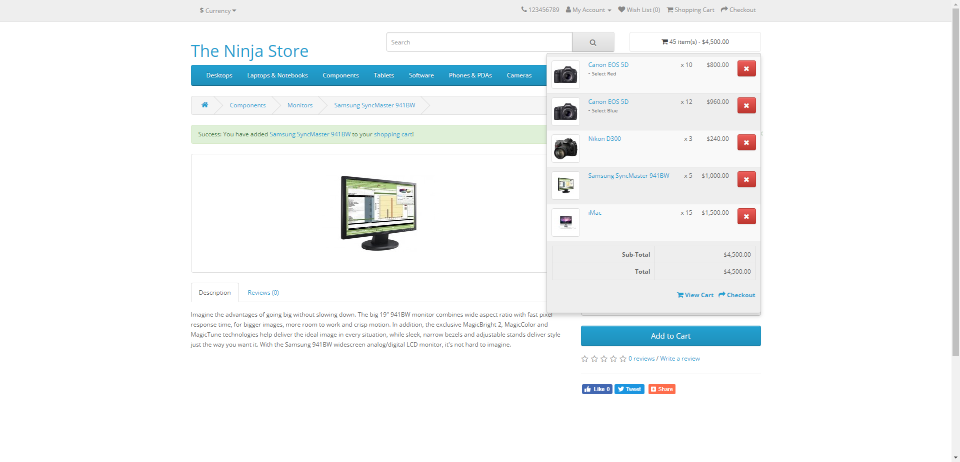 $ Currency
123456789 My Account Wish List (0) Shopping Cart Checkout
The Ninja Store
Search
45 item(s) - $4,500.00
Desktops Laptops & Notebooks Components Tablets Software Phones & PDAs Cameras
Components Monitors Samsung SyncMaster 941BW
Success: You have added Samsung SyncMaster 941BW to your shopping cart!
Canon EOS 5D x 10 $800.00
- Select Red
Canon EOS 5D x 12 $960.00
- Select Blue
Nikon D300 x 3 $240.00
Samsung SyncMaster 941BW x 5 $1,000.00
iMac x 15 $1,500.00
Sub-Total $4,500.00
Total $4,500.00
View Cart Checkout
Description Reviews (0)
Imagine the advantages of going big without slowing down. The big 19" 941BW monitor combines wide aspect ratio with fast pixel
response time, for bigger images, more room to work and crisp motion. In addition, the exclusive MagicBright 2, MagicColor and
MagicTune technologies help deliver the ideal image in every situation, while sleek, narrow bezels and adjustable stands deliver style
just the way you want it. With the Samsung 941BW widescreen analog/digital LCD monitor, it's not hard to imagine.
Add to Cart
0 reviews / Write a review
Like 0 Tweet Share